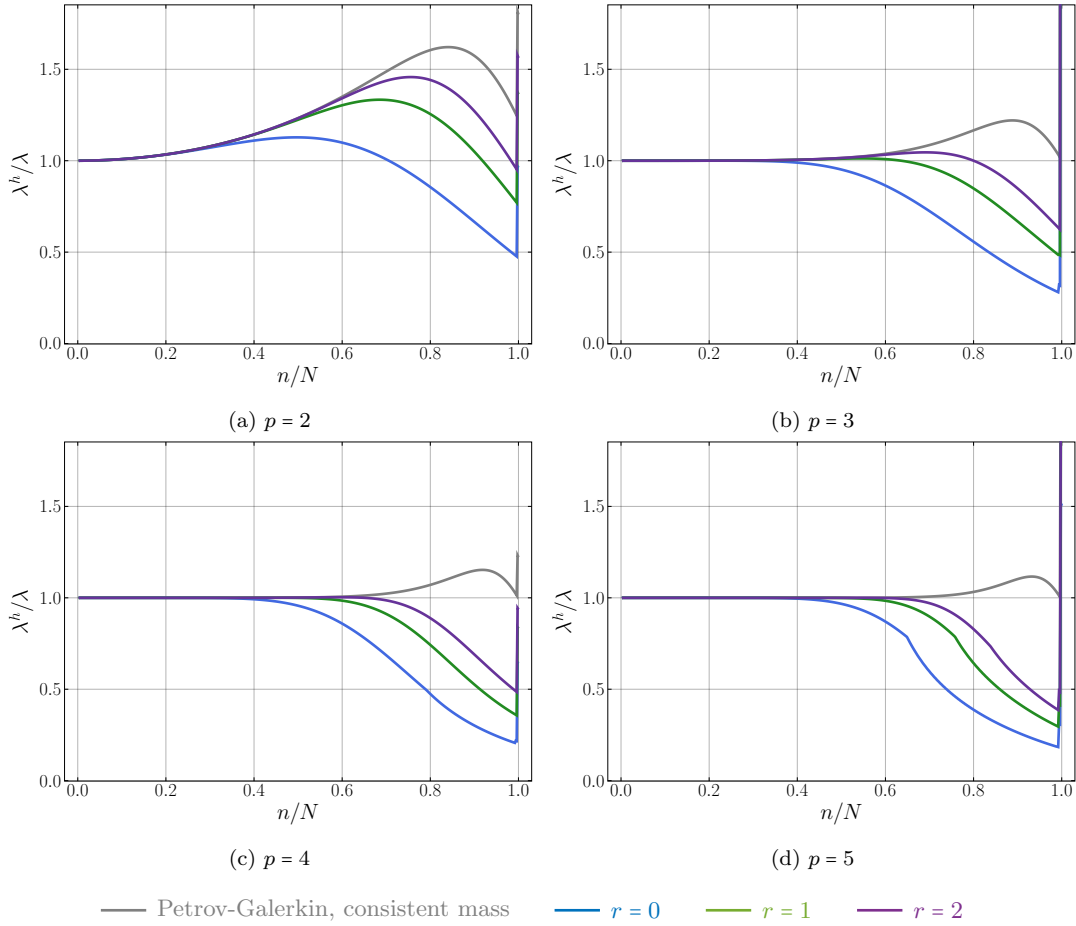 1.5
1.0
0.5
0.0
λ^h/λ
0.0 0.2 0.4 0.6 0.8 1.0
n/N
(a) p = 2
1.5
1.0
0.5
0.0
λ^h/λ
0.0 0.2 0.4 0.6 0.8 1.0
n/N
(b) p = 3
1.5
1.0
0.5
0.0
λ^h/λ
0.0 0.2 0.4 0.6 0.8 1.0
n/N
(c) p = 4
1.5
1.0
0.5
0.0
λ^h/λ
0.0 0.2 0.4 0.6 0.8 1.0
n/N
(d) p = 5
Petrov-Galerkin, consistent mass r = 0 r = 1 r = 2